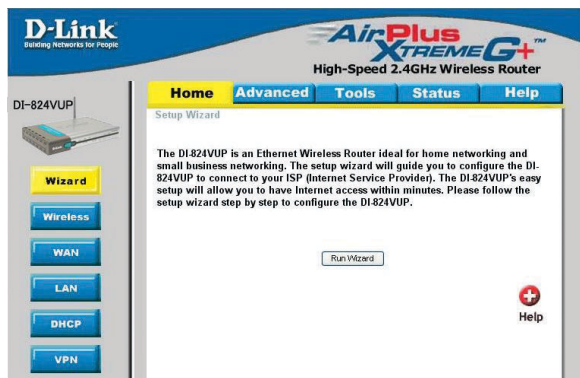 D-Link
Building Networks for People
AirPlus
XTREME G+™
High-Speed 2.4GHz Wireless Router
DI-824VUP
Home Advanced Tools Status Help
Setup Wizard
The DI-824VUP is an Ethernet Wireless Router ideal for home networking and
small business networking. The setup wizard will guide you to configure the DI-
824VUP to connect to your ISP (Internet Service Provider). The DI-824VUP's easy
setup will allow you to have Internet access within minutes. Please follow the
setup wizard step by step to configure the DI-824VUP.
Run Wizard
Help
Wizard
Wireless
WAN
LAN
DHCP
VPN